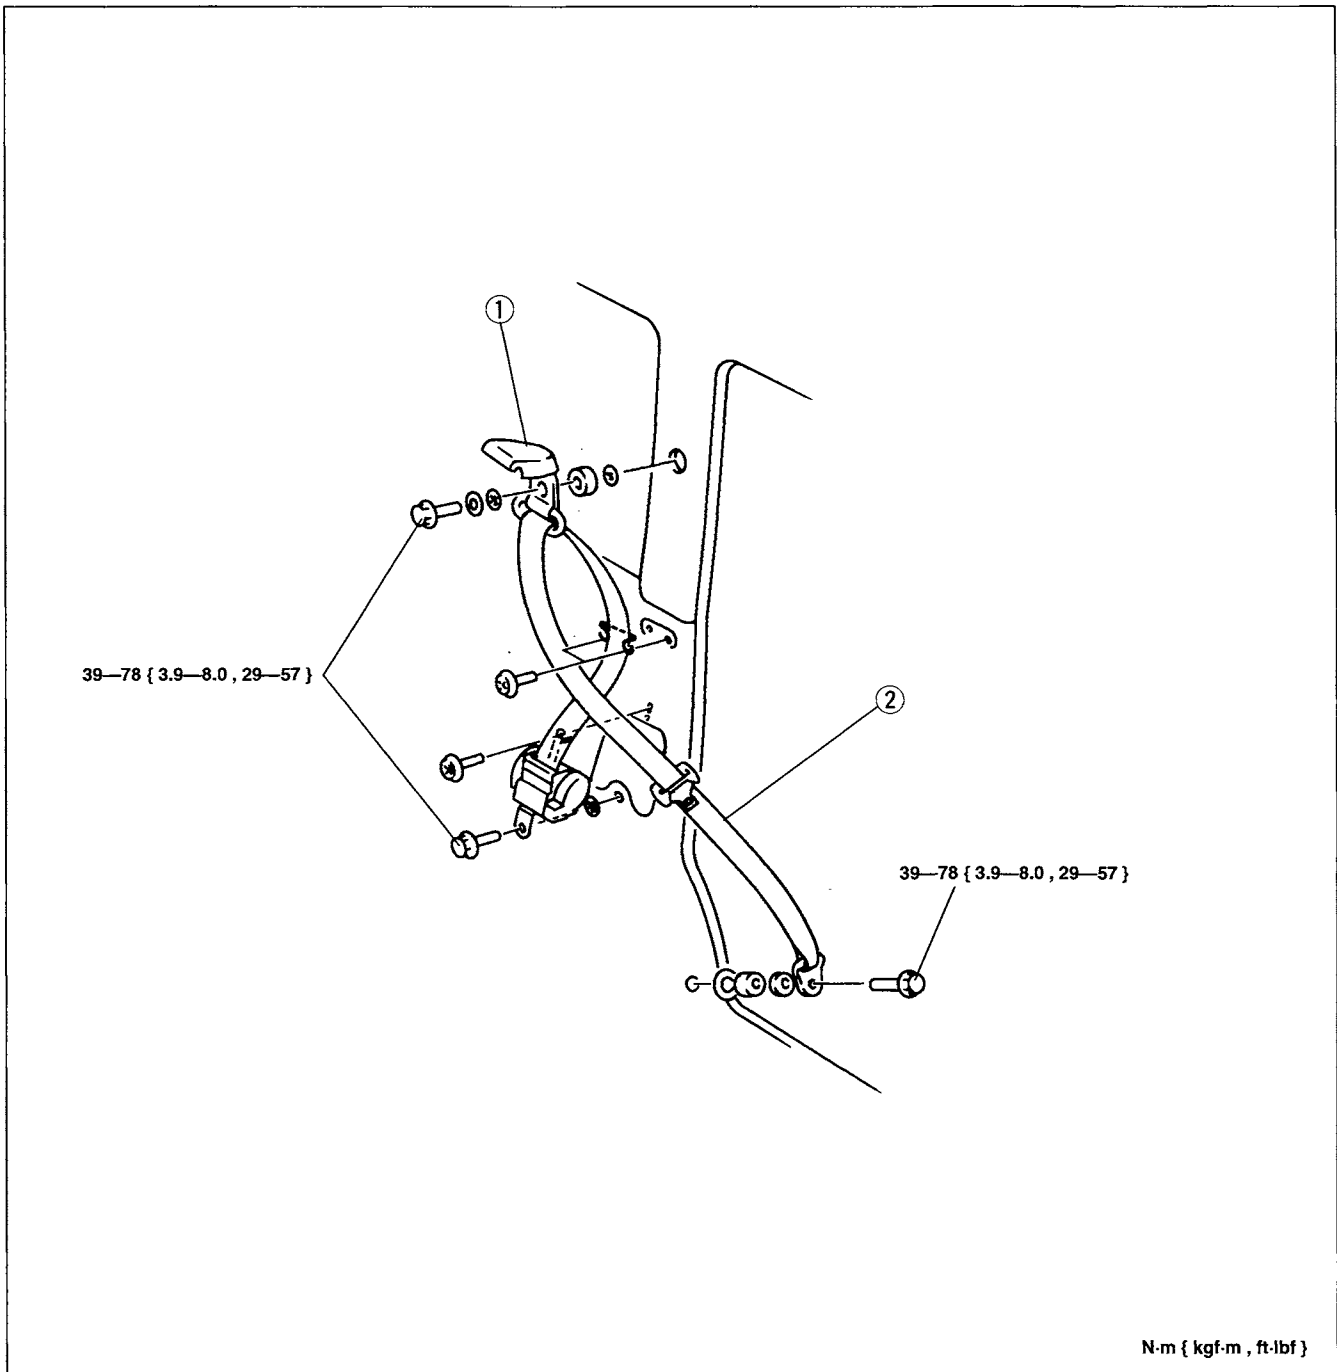 ①
39—78 { 3.9—8.0 , 29—57 }
②
39—78 { 3.9—8.0 , 29—57 }
N·m { kgf·m , ft·lbf }